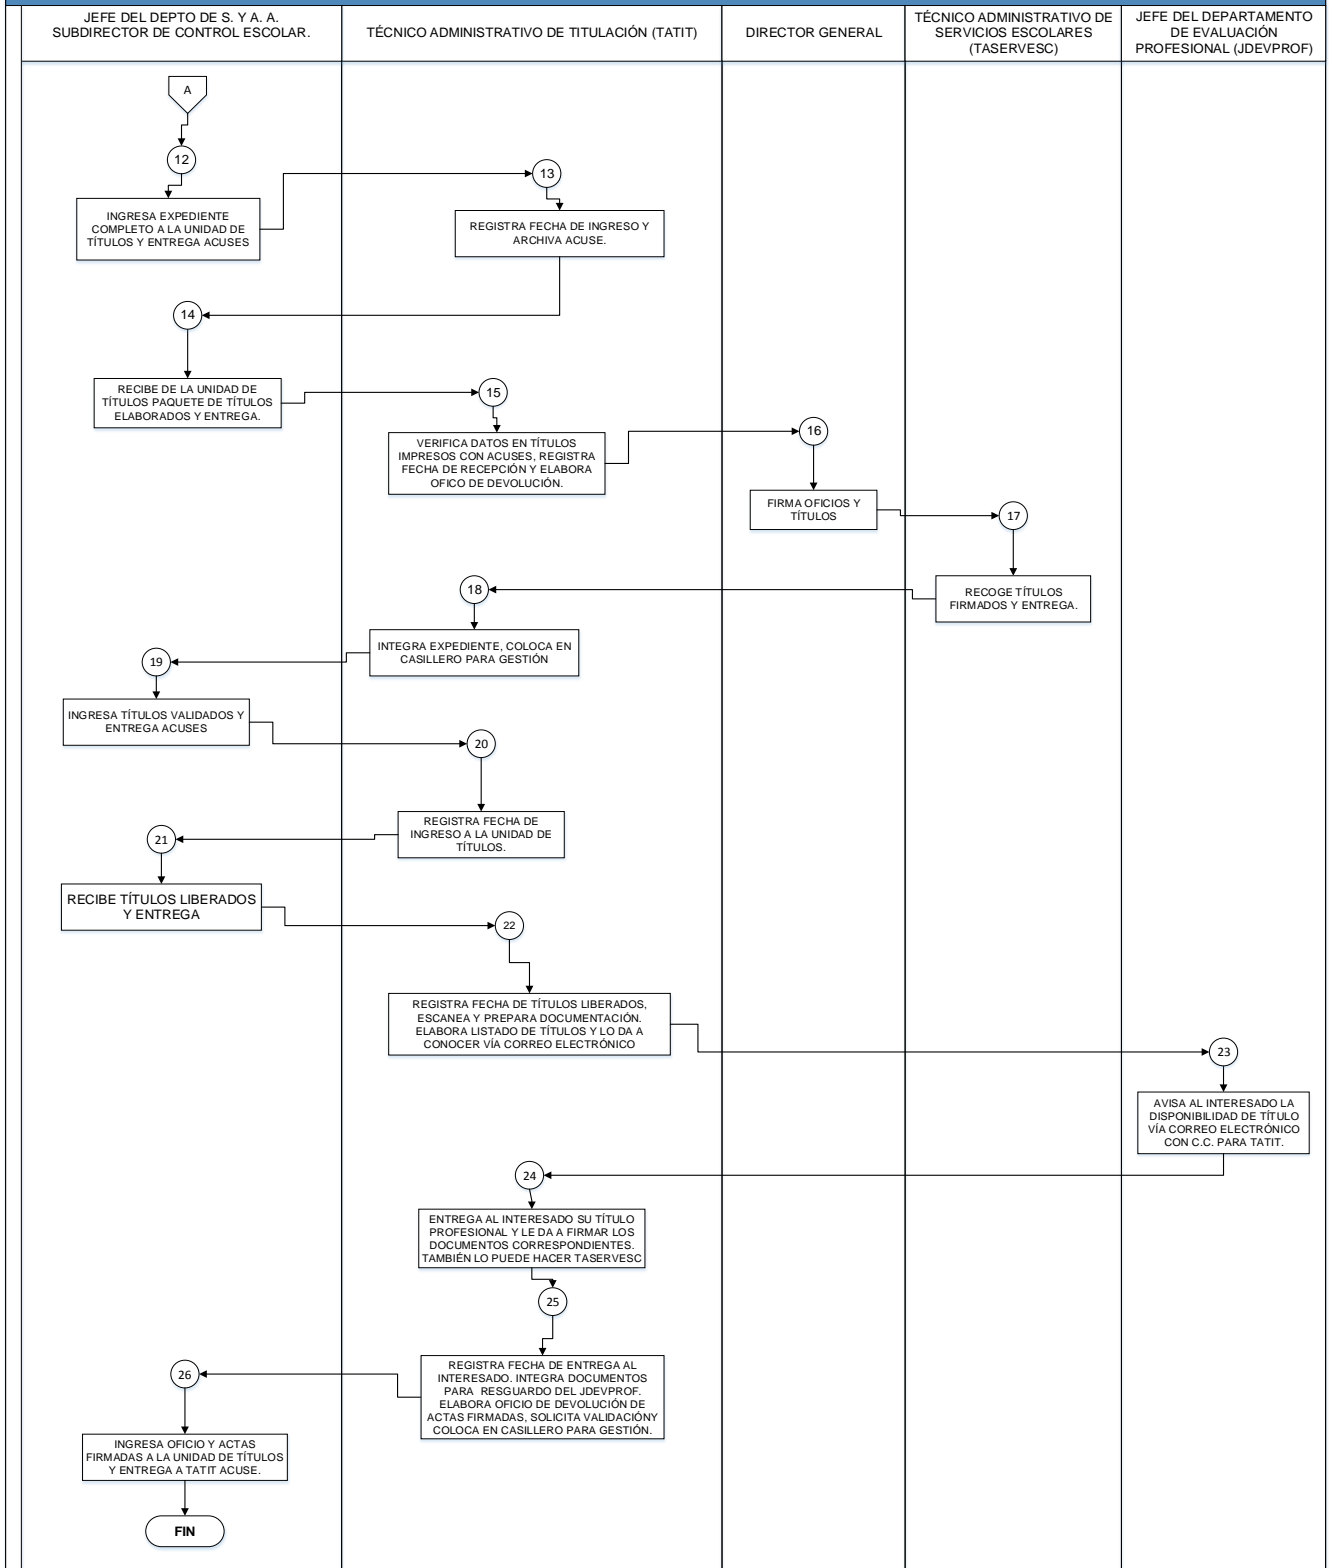 JEFE DEL DEPTO DE S. Y A. A.
SUBDIRECTOR DE CONTROL ESCOLAR.
TÉCNICO ADMINISTRATIVO DE TITULACIÓN (TATIT)
DIRECTOR GENERAL
TÉCNICO ADMINISTRATIVO DE
SERVICIOS ESCOLARES
(TASERVESC)
JEFE DEL DEPARTAMENTO
DE EVALUACIÓN
PROFESIONAL (JDEVPROF)
A
12
INGRESA EXPEDIENTE
COMPLETO A LA UNIDAD DE
TÍTULOS Y ENTREGA ACUSES
13
REGISTRA FECHA DE INGRESO Y
ARCHIVA ACUSE.
14
RECIBE DE LA UNIDAD DE
TÍTULOS PAQUETE DE TÍTULOS
ELABORADOS Y ENTREGA.
15
VERIFICA DATOS EN TÍTULOS
IMPRESOS CON ACUSES, REGISTRA
FECHA DE RECEPCIÓN Y ELABORA
OFICO DE DEVOLUCIÓN.
16
FIRMA OFICIOS Y
TÍTULOS
17
RECOGE TÍTULOS
FIRMADOS Y ENTREGA.
18
INTEGRA EXPEDIENTE, COLOCA EN
CASILLERO PARA GESTIÓN
19
INGRESA TÍTULOS VALIDADOS Y
ENTREGA ACUSES
20
REGISTRA FECHA DE
INGRESO A LA UNIDAD DE
TÍTULOS.
21
RECIBE TÍTULOS LIBERADOS
Y ENTREGA
22
REGISTRA FECHA DE TÍTULOS LIBERADOS,
ESCANEA Y PREPARA DOCUMENTACIÓN.
ELABORA LISTADO DE TÍTULOS Y LO DA A
CONOCER VÍA CORREO ELECTRÓNICO
23
AVISA AL INTERESADO LA
DISPONIBILIDAD DE TÍTULO
VÍA CORREO ELECTRÓNICO
CON C.C. PARA TATIT.
24
ENTREGA AL INTERESADO SU TÍTULO
PROFESIONAL Y LE DA A FIRMAR LOS
DOCUMENTOS CORRESPONDIENTES.
TAMBIÉN LO PUEDE HACER TASERVESC
25
REGISTRA FECHA DE ENTREGA AL
INTERESADO. INTEGRA DOCUMENTOS
PARA RESGUARDO DEL JDEVPROF.
ELABORA OFICIO DE DEVOLUCIÓN DE
ACTAS FIRMADAS, SOLICITA VALIDACIÓNY
COLOCA EN CASILLERO PARA GESTIÓN.
26
INGRESA OFICIO Y ACTAS
FIRMADAS A LA UNIDAD DE TÍTULOS
Y ENTREGA A TATIT ACUSE.
FIN